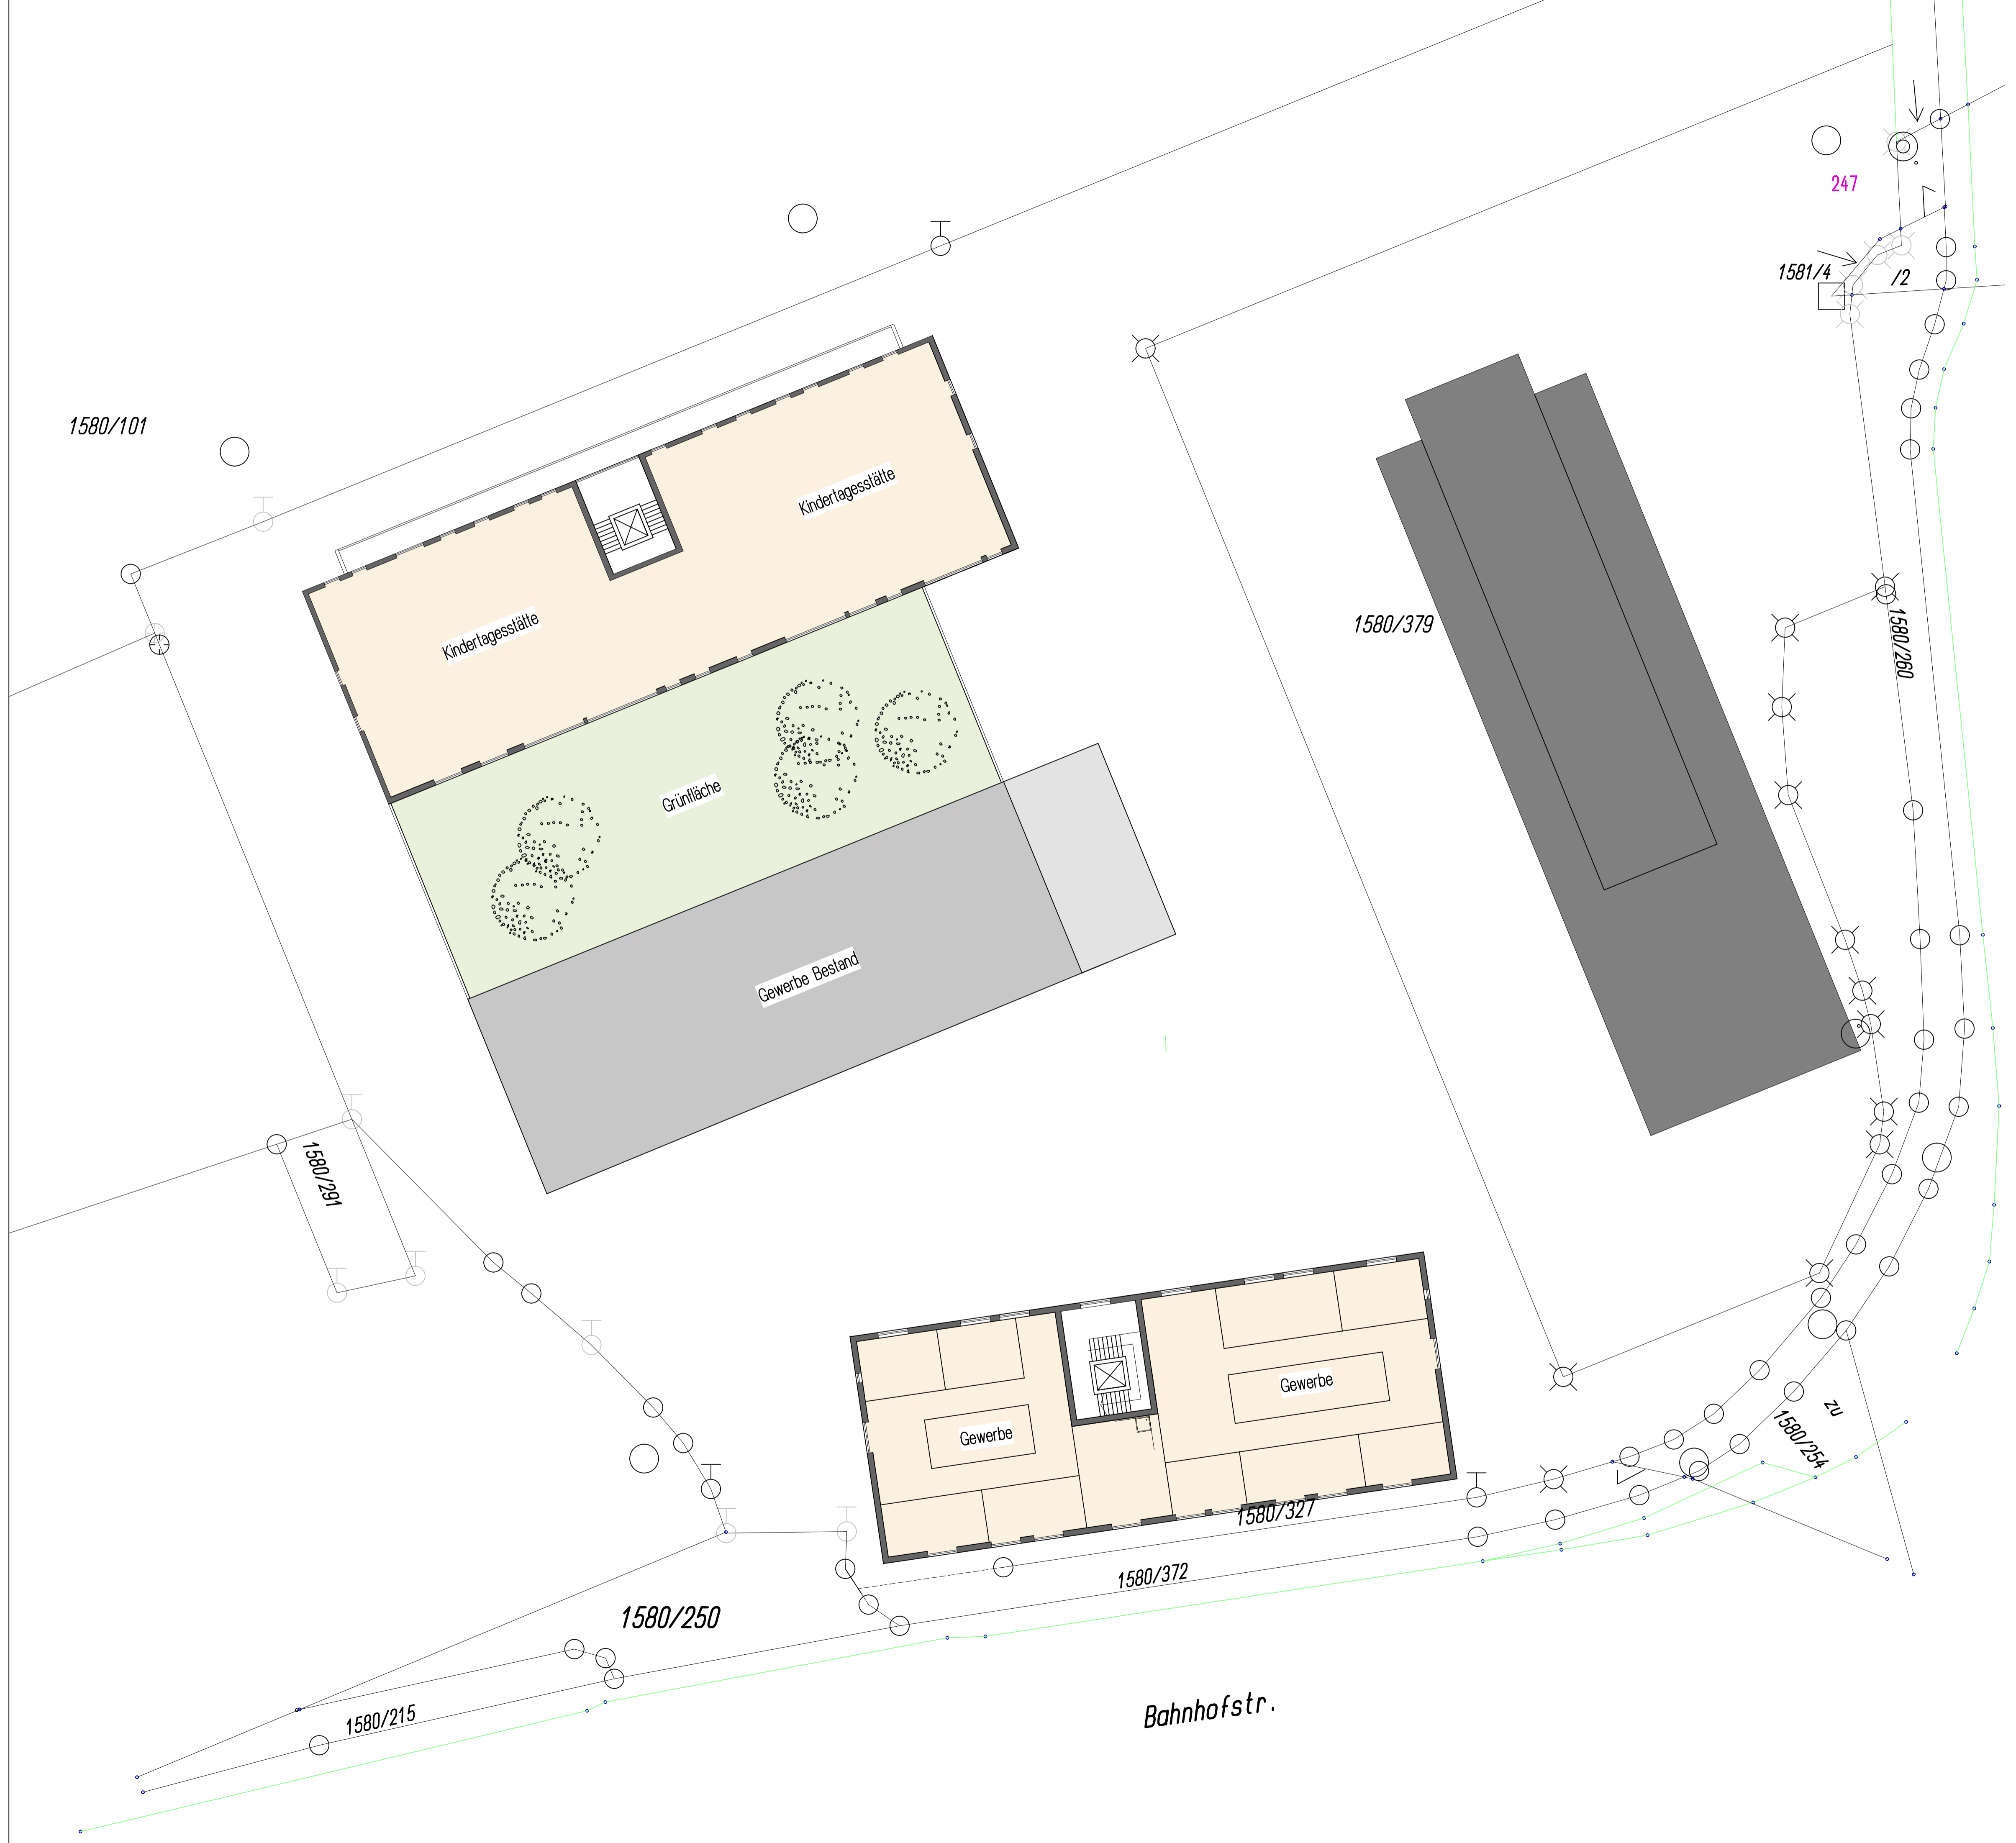 247
1581/4
/2
1580/101
Kindertagesstätte
Kindertagesstätte
1580/379
1580/260
Grünfläche
Gewerbe Bestand
1580/291
Gewerbe
Gewerbe
zu
1580/254
1580/327
1580/372
1580/250
1580/215
Bahnhofstr.